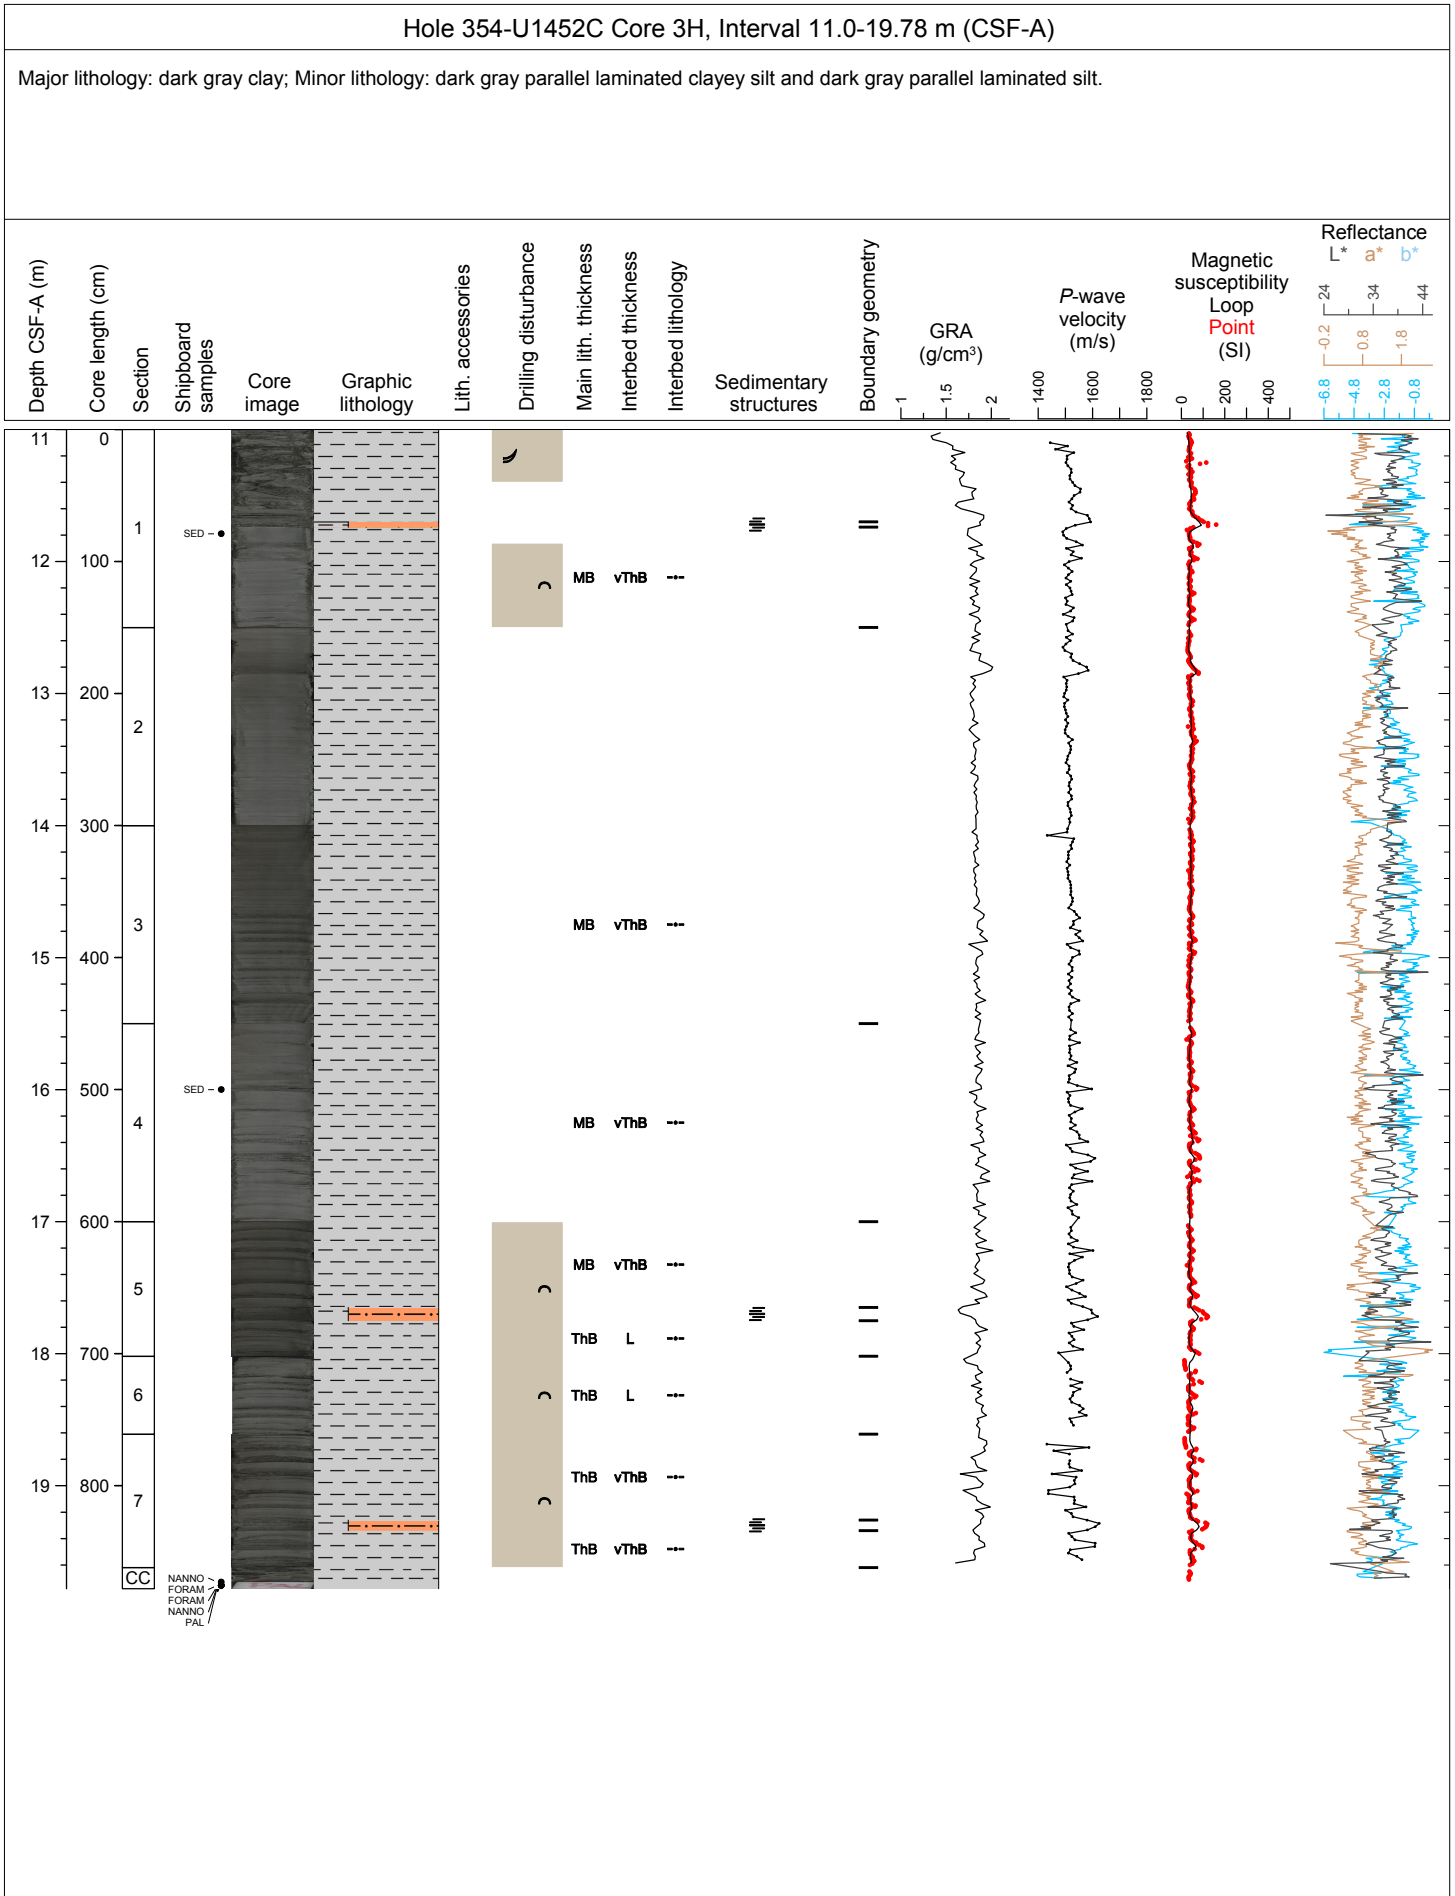 Hole 354-U1452C Core 3H, Interval 11.0-19.78 m (CSF-A)
Major lithology: dark gray clay; Minor lithology: dark gray parallel laminated clayey silt and dark gray parallel laminated silt.
Depth CSF-A (m)
Core length (cm)
Section
Shipboard
samples
Core
image
Graphic
lithology
Lith. accessories
Drilling disturbance
Main lith. thickness
Interbed thickness
Interbed lithology
Sedimentary
structures
Boundary geometry
GRA
(g/cm³)
1 1.5 2
P-wave
velocity
(m/s)
1400 1600 1800
Magnetic
susceptibility
Loop
Point
(SI)
0 200 400
Reflectance
L* a* b*
24 34 44
-0.2 0.8 1.8
-6.8 -4.8 -2.8 -0.8
11 0
1
SED
12 100
MB vThB
13 200
2
14 300
3
MB vThB
15 400
16 500
SED
4
MB vThB
17 600
MB vThB
5
ThB L
18 700
6
ThB L
19 800
ThB vThB
7
ThB vThB
CC
NANNO
FORAM
FORAM
NANNO
PAL